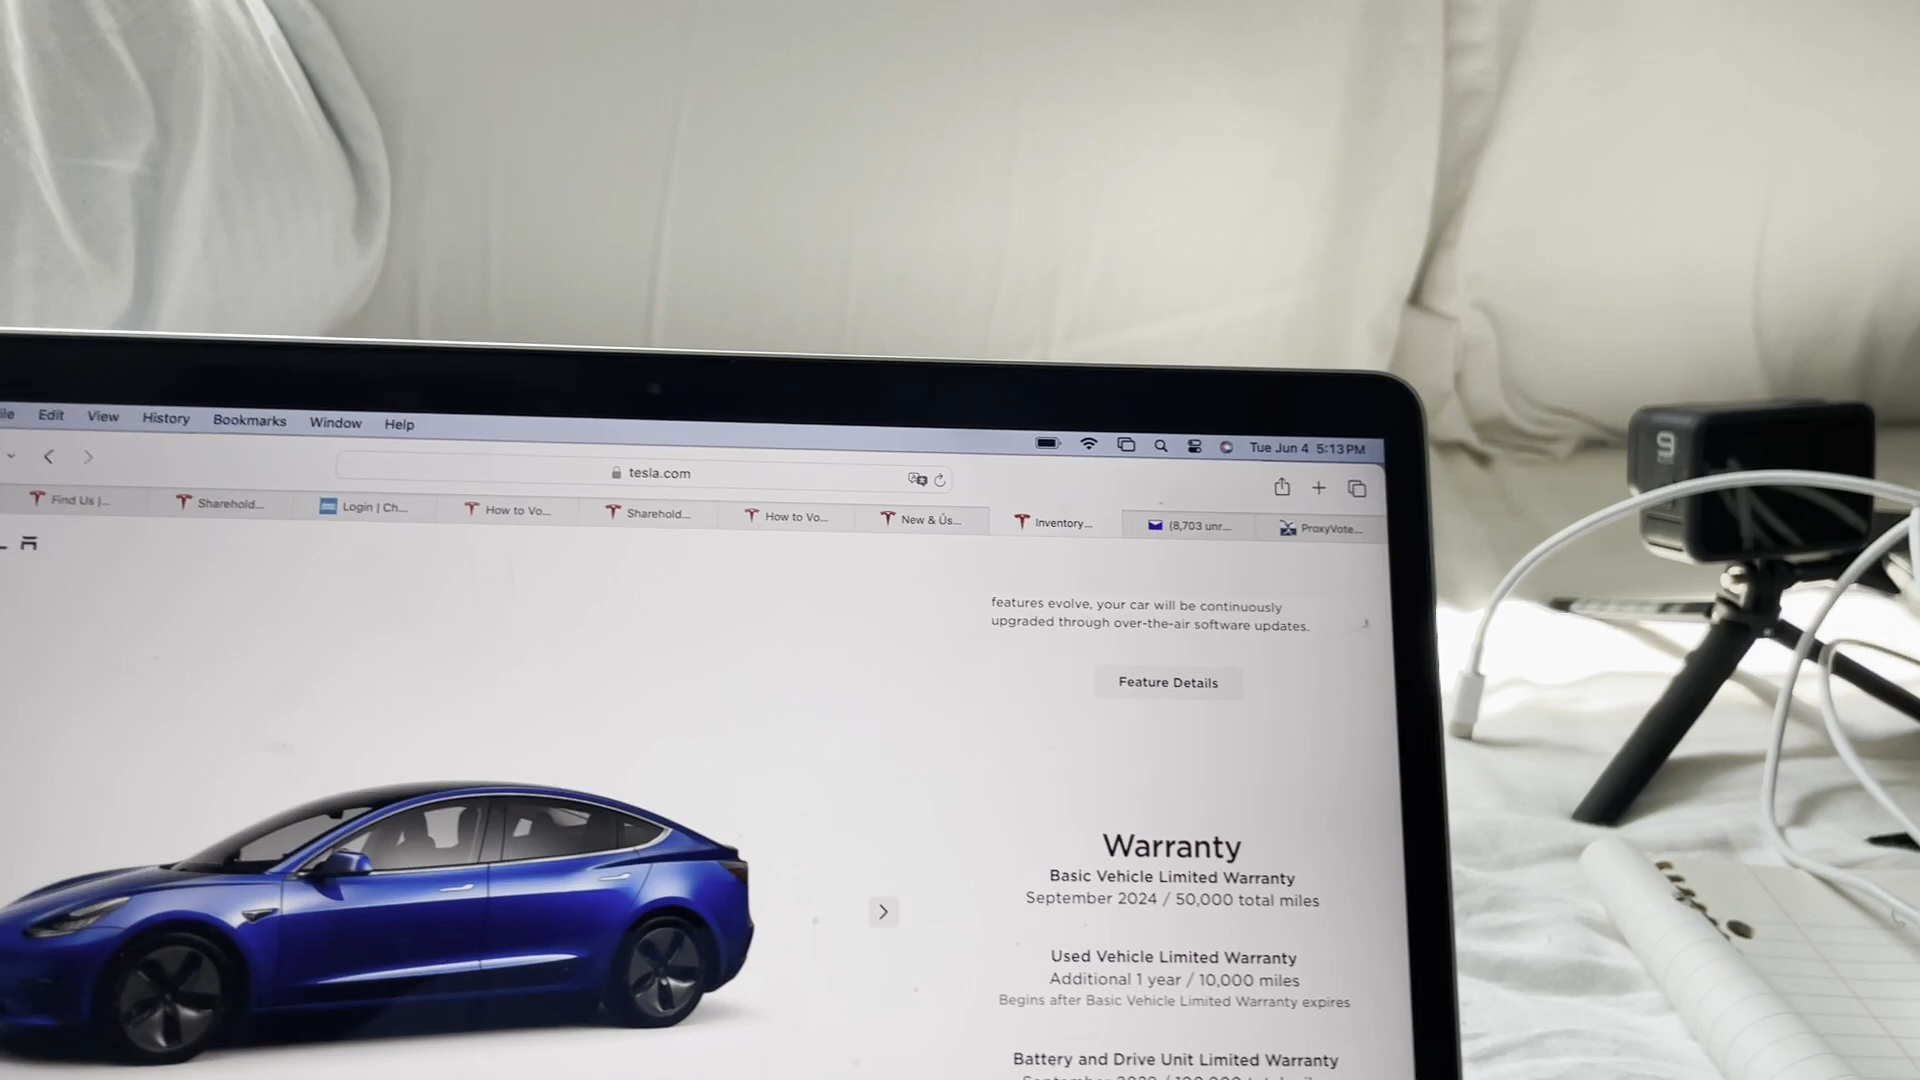 Edit View History Bookmarks Window Help
Tue Jun 4 5:13 PM
tesla.com
Find Us |...
Sharehold...
Login | Ch...
How to Vo...
Sharehold...
How to Vo...
New & Us...
Inventory...
(8,703 unr...
ProxyVote...
9
features evolve, your car will be continuously
upgraded through over-the-air software updates.
Feature Details
Warranty
Basic Vehicle Limited Warranty
September 2024 / 50,000 total miles
Used Vehicle Limited Warranty
Additional 1 year / 10,000 miles
Begins after Basic Vehicle Limited Warranty expires
Battery and Drive Unit Limited Warranty